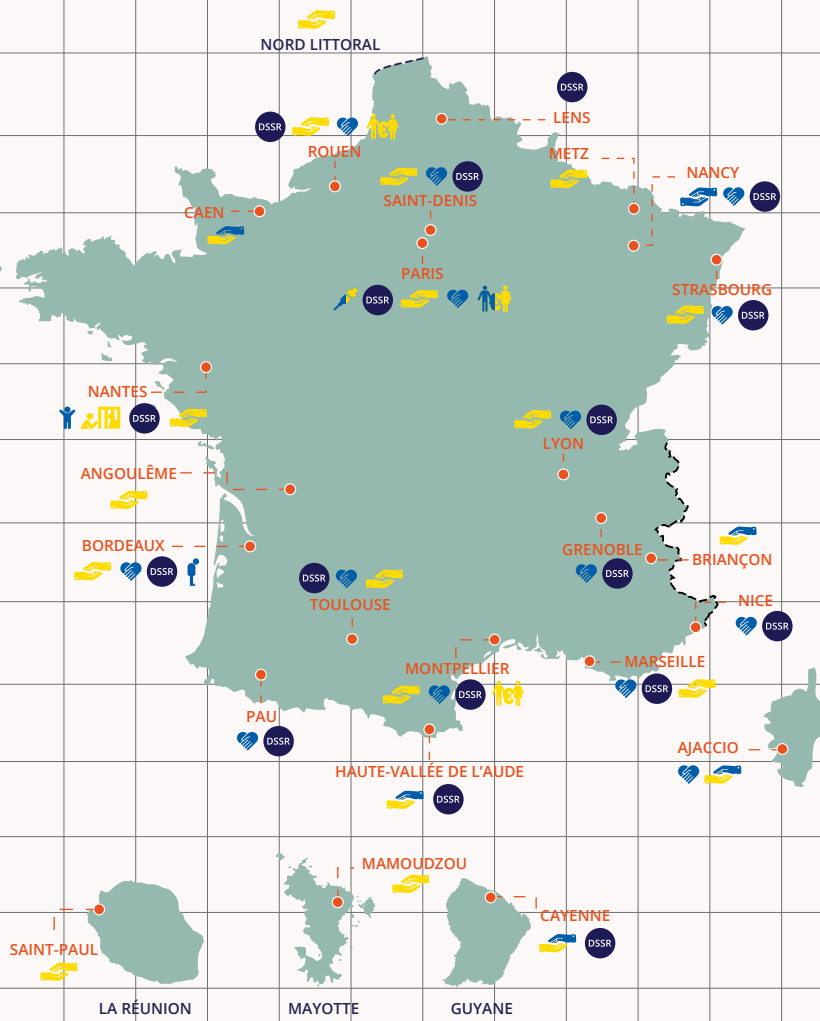 NORD LITTORAL
DSSR
LENS
DSSR
ROUEN
METZ
NANCY
DSSR
DSSR
SAINT-DENIS
CAEN
PARIS
DSSR
STRASBOURG
DSSR
NANTES
DSSR
DSSR
LYON
ANGOULÊME
BORDEAUX
DSSR
GRENOBLE
DSSR
BRIANÇON
DSSR
TOULOUSE
NICE
DSSR
MONTPELLIER
DSSR
MARSEILLE
DSSR
PAU
DSSR
AJACCIO
HAUTE-VALLÉE DE L’AUDE
DSSR
MAMOUDZOU
CAYENNE
DSSR
SAINT-PAUL
LA RÉUNION
MAYOTTE
GUYANE